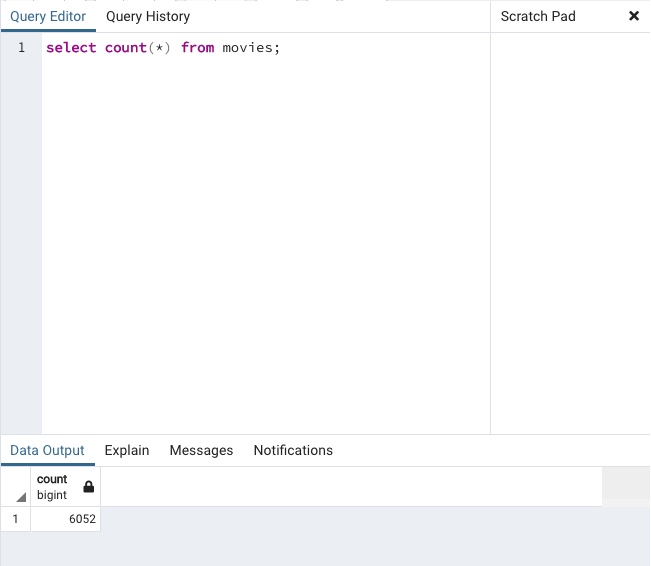 Query Editor Query History Scratch Pad ×
1 select count(*) from movies;
Data Output Explain Messages Notifications
count
bigint
1 6052